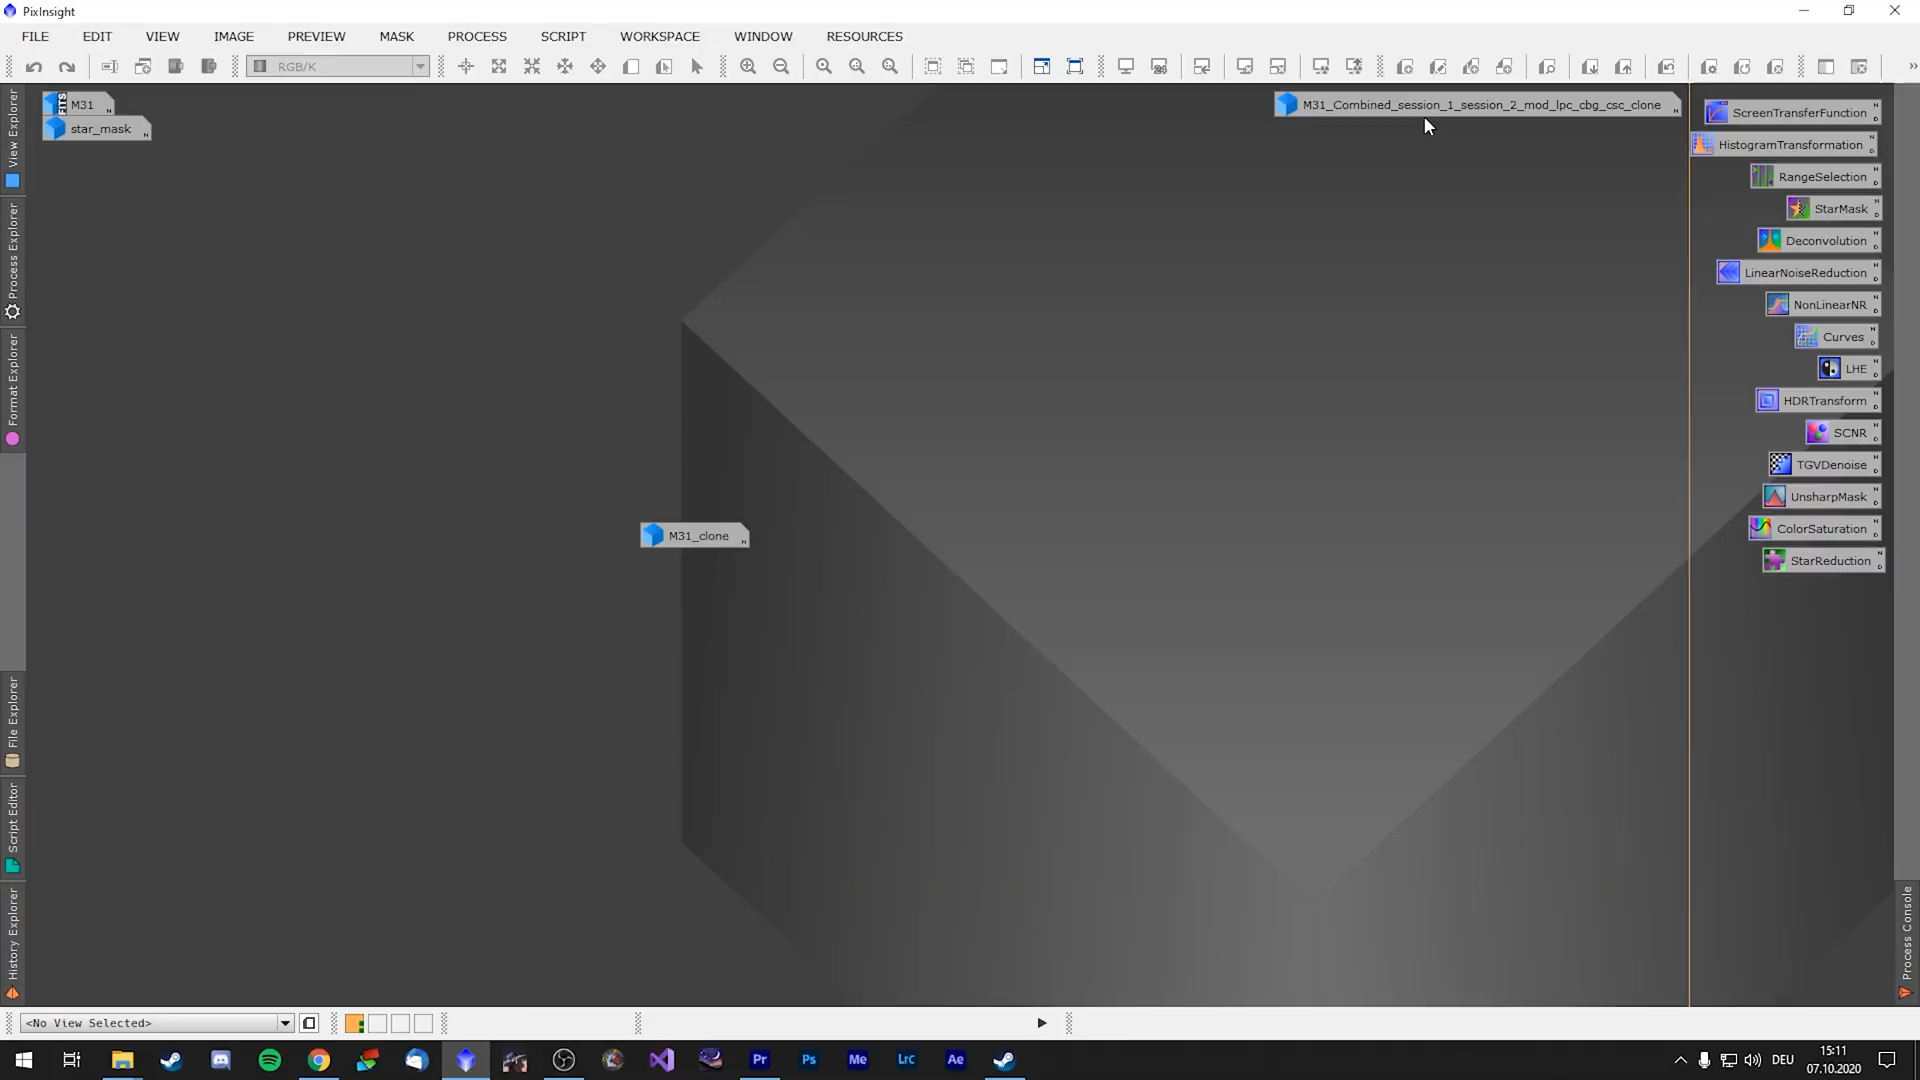 PixInsight
FILE EDIT VIEW IMAGE PREVIEW MASK PROCESS SCRIPT WORKSPACE WINDOW RESOURCES
RGB/K
View Explorer
Process Explorer
Format Explorer
File Explorer
Script Editor
History Explorer
FITS
M31
star_mask
M31_Combined_session_1_session_2_mod_lpc_cbg_csc_clone
M31_clone
ScreenTransferFunction
HistogramTransformation
RangeSelection
StarMask
Deconvolution
LinearNoiseReduction
NonLinearNR
Curves
LHE
HDRTransform
SCNR
TGVDenoise
UnsharpMask
ColorSaturation
StarReduction
Process Console
<No View Selected>
Pr Ps Me Lrc Ae
DEU
15:11
07.10.2020